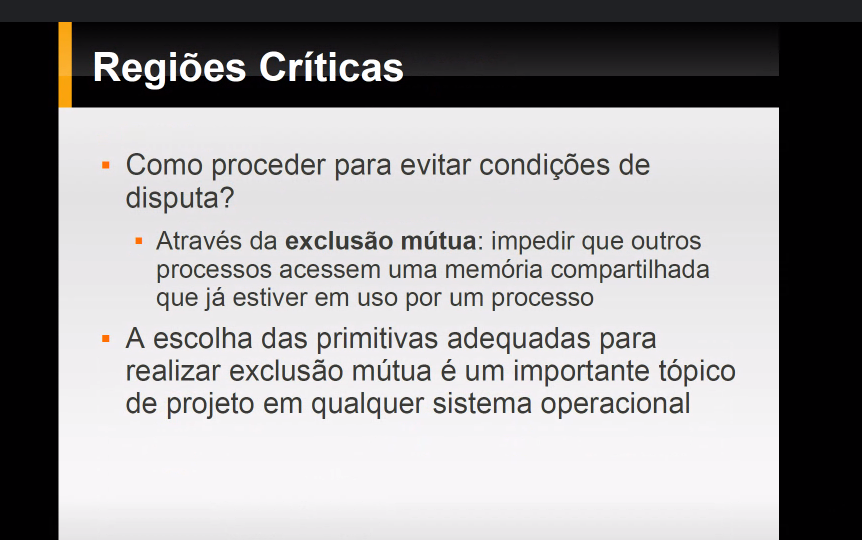 Regiões Críticas
Como proceder para evitar condições de
disputa?
Através da exclusão mútua: impedir que outros
processos acessem uma memória compartilhada
que já estiver em uso por um processo
A escolha das primitivas adequadas para
realizar exclusão mútua é um importante tópico
de projeto em qualquer sistema operacional